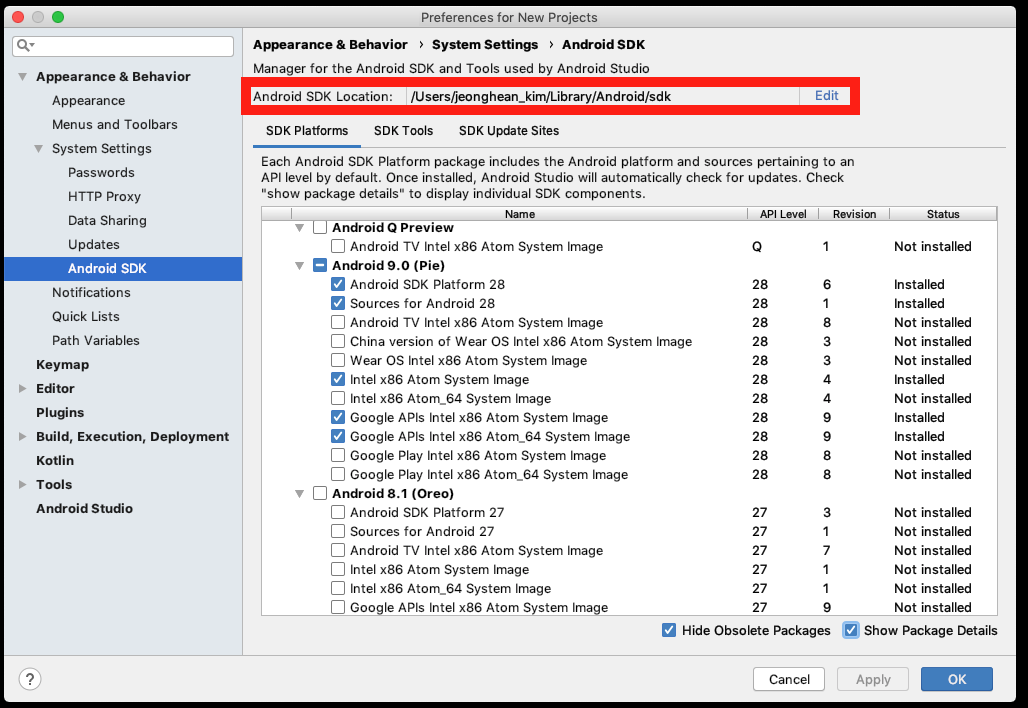 Preferences for New Projects
Appearance & Behavior
Appearance
Menus and Toolbars
System Settings
Passwords
HTTP Proxy
Data Sharing
Updates
Android SDK
Notifications
Quick Lists
Path Variables
Keymap
Editor
Plugins
Build, Execution, Deployment
Kotlin
Tools
Android Studio
Appearance & Behavior › System Settings › Android SDK
Manager for the Android SDK and Tools used by Android Studio
Android SDK Location: /Users/jeonghean_kim/Library/Android/sdk Edit
SDK Platforms SDK Tools SDK Update Sites
Each Android SDK Platform package includes the Android platform and sources pertaining to an
API level by default. Once installed, Android Studio will automatically check for updates. Check
"show package details" to display individual SDK components.
Name API Level Revision Status
Android Q Preview
Android TV Intel x86 Atom System Image Q 1 Not installed
Android 9.0 (Pie)
Android SDK Platform 28 28 6 Installed
Sources for Android 28 28 1 Installed
Android TV Intel x86 Atom System Image 28 8 Not installed
China version of Wear OS Intel x86 Atom System Image 28 3 Not installed
Wear OS Intel x86 Atom System Image 28 3 Not installed
Intel x86 Atom System Image 28 4 Installed
Intel x86 Atom_64 System Image 28 4 Not installed
Google APIs Intel x86 Atom System Image 28 9 Installed
Google APIs Intel x86 Atom_64 System Image 28 9 Installed
Google Play Intel x86 Atom System Image 28 8 Not installed
Google Play Intel x86 Atom_64 System Image 28 8 Not installed
Android 8.1 (Oreo)
Android SDK Platform 27 27 3 Not installed
Sources for Android 27 27 1 Not installed
Android TV Intel x86 Atom System Image 27 7 Not installed
Intel x86 Atom System Image 27 1 Not installed
Intel x86 Atom_64 System Image 27 1 Not installed
Google APIs Intel x86 Atom System Image 27 9 Not installed
Hide Obsolete Packages Show Package Details
? Cancel Apply OK